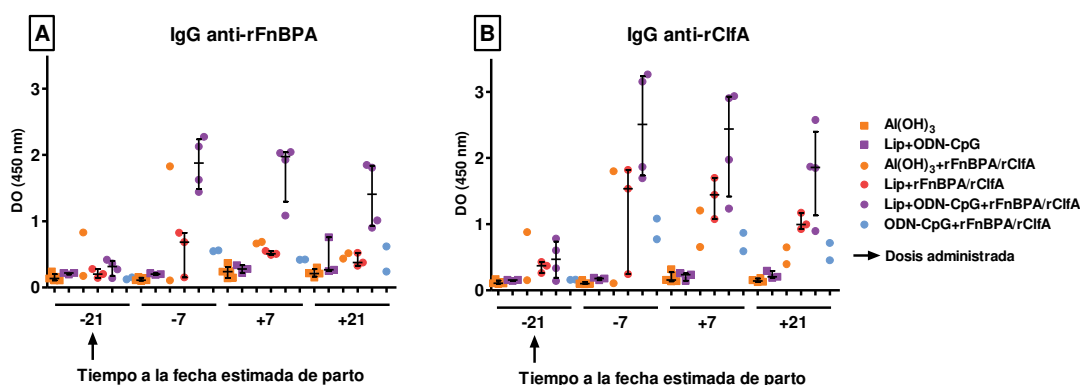 A
IgG anti-rFnBPA
DO (450 nm)
3
2
1
0
-21
-7
+7
+21
Tiempo a la fecha estimada de parto
B
IgG anti-rClfA
DO (450 nm)
3
2
1
0
-21
-7
+7
+21
Tiempo a la fecha estimada de parto
Al(OH)3
Lip+ODN-CpG
Al(OH)3+rFnBPA/rClfA
Lip+rFnBPA/rClfA
Lip+ODN-CpG+rFnBPA/rClfA
ODN-CpG+rFnBPA/rClfA
Dosis administrada